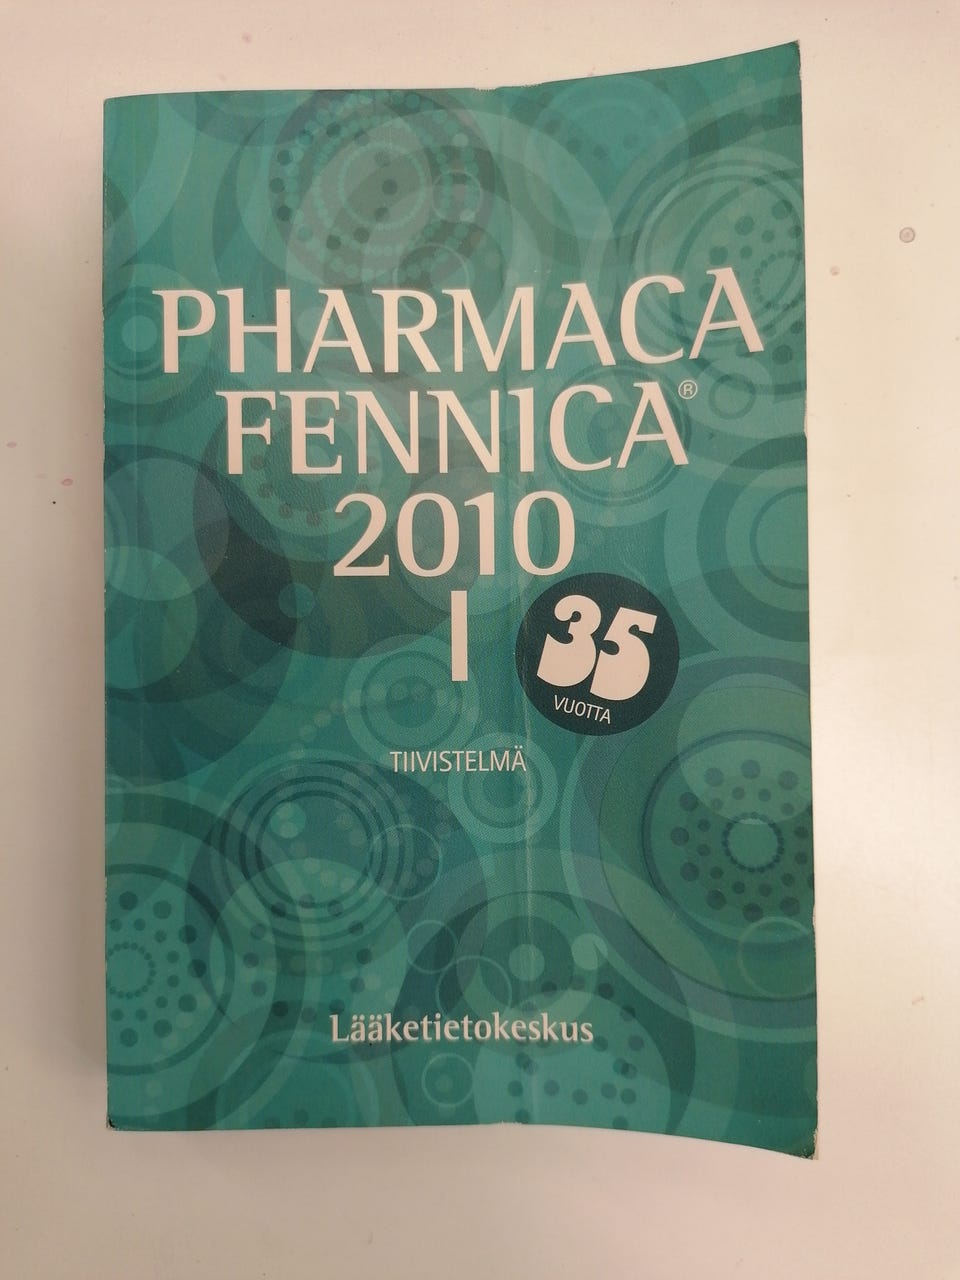 PHARMACA
FENNICA®
2010
I
35
VUOTTA
TIIVISTELMÄ
Lääketietokeskus